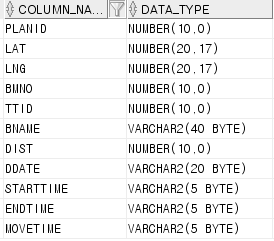 COLUMN_NA... DATA_TYPE
PLANID NUMBER(10,0)
LAT NUMBER(20,17)
LNG NUMBER(20,17)
BMNO NUMBER(10,0)
TTID NUMBER(10,0)
BNAME VARCHAR2(40 BYTE)
DIST NUMBER(10,0)
DDATE VARCHAR2(20 BYTE)
STARTTIME VARCHAR2(5 BYTE)
ENDTIME VARCHAR2(5 BYTE)
MOVETIME VARCHAR2(5 BYTE)